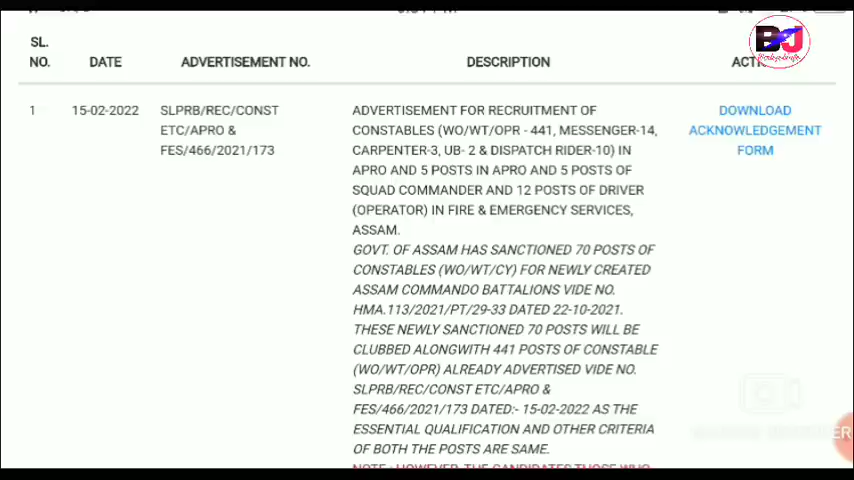 SL.
NO.
DATE
ADVERTISEMENT NO.
DESCRIPTION
BJ
1
15-02-2022
SLPRB/REC/CONST
ETC/APRO &
FES/466/2021/173
ADVERTISEMENT FOR RECRUITMENT OF
CONSTABLES (WO/WT/OPR - 441, MESSENGER-14,
CARPENTER-3, UB- 2 & DISPATCH RIDER-10) IN
APRO AND 5 POSTS IN APRO AND 5 POSTS OF
SQUAD COMMANDER AND 12 POSTS OF DRIVER
(OPERATOR) IN FIRE & EMERGENCY SERVICES,
ASSAM.
GOVT. OF ASSAM HAS SANCTIONED 70 POSTS OF
CONSTABLES (WO/WT/CY) FOR NEWLY CREATED
ASSAM COMMANDO BATTALIONS VIDE NO.
HMA.113/2021/PT/29-33 DATED 22-10-2021.
THESE NEWLY SANCTIONED 70 POSTS WILL BE
CLUBBED ALONGWITH 441 POSTS OF CONSTABLE
(WO/WT/OPR) ALREADY ADVERTISED VIDE NO.
SLPRB/REC/CONST ETC/APRO &
FES/466/2021/173 DATED:- 15-02-2022 AS THE
ESSENTIAL QUALIFICATION AND OTHER CRITERIA
OF BOTH THE POSTS ARE SAME.
NOTE : HOWEVER, THE CANDIDATES THOSE WHO
DOWNLOAD
ACKNOWLEDGEMENT
FORM